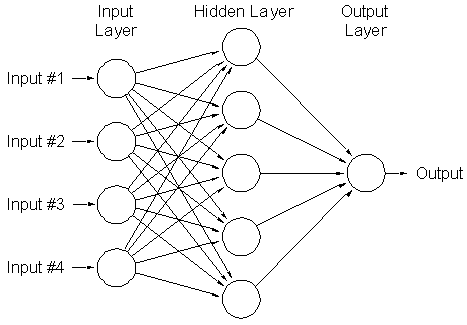 Input
Layer
Hidden Layer
Output
Layer
Input #1
Input #2
Input #3
Input #4
Output